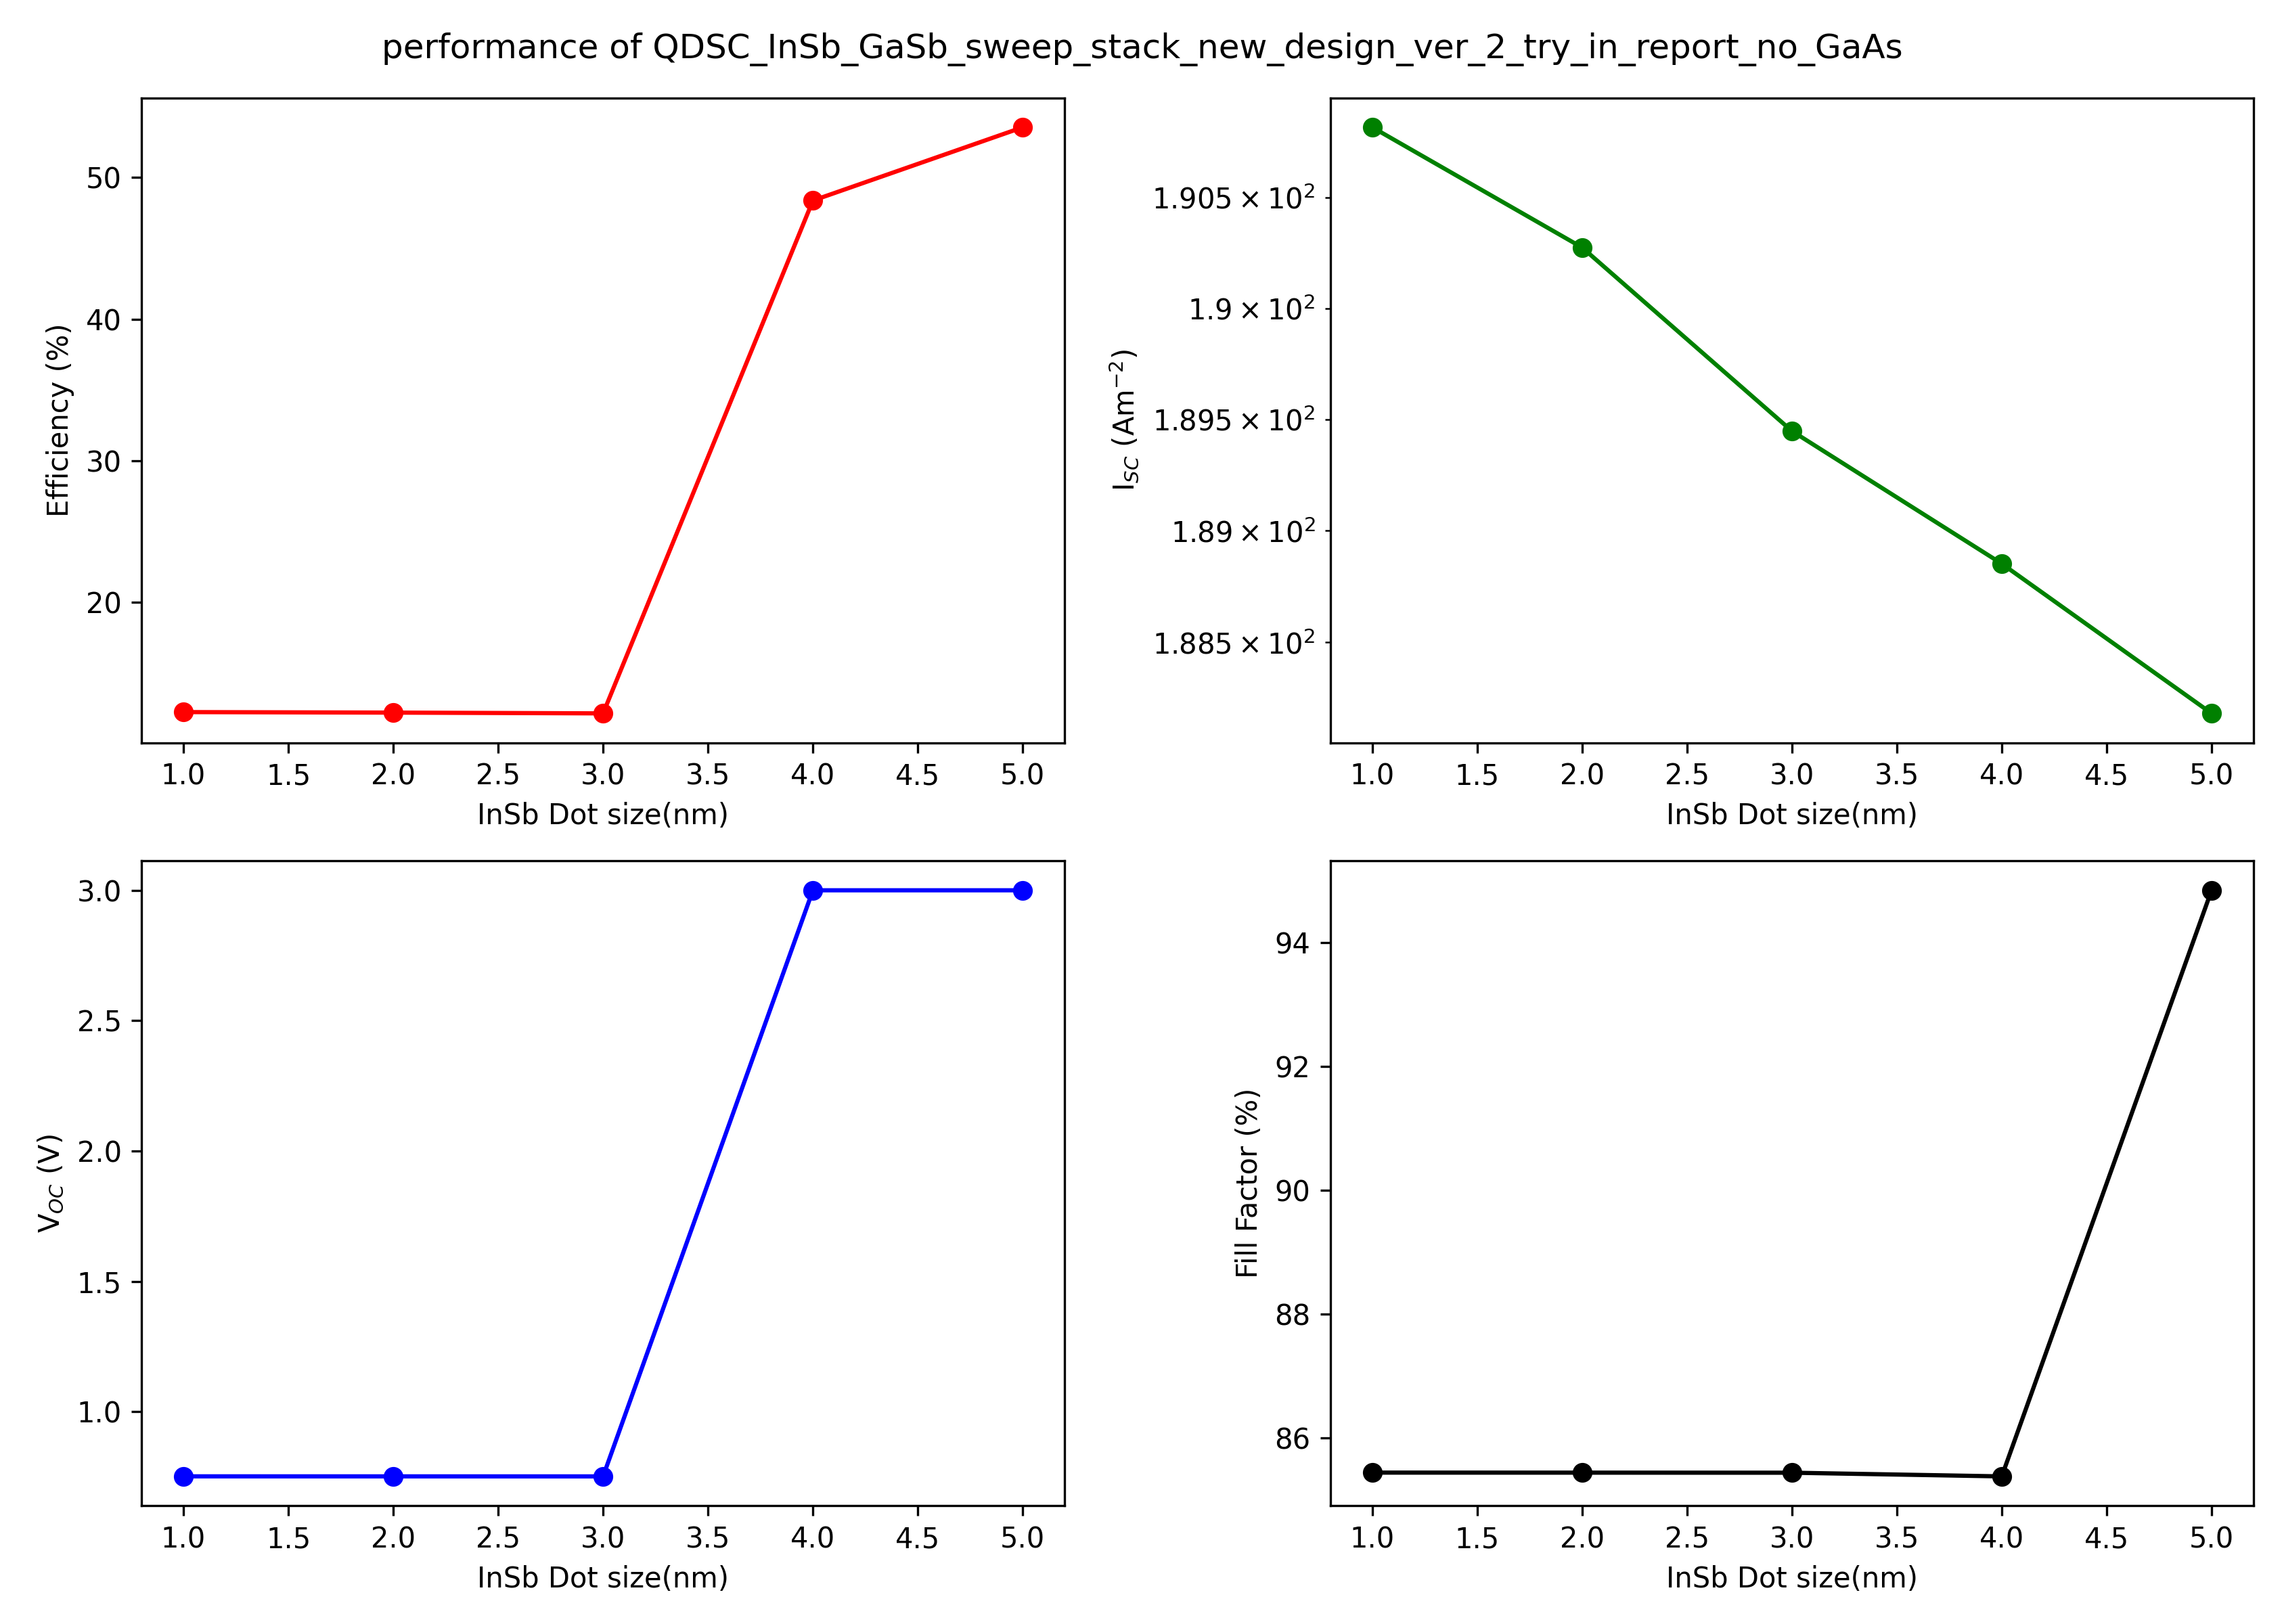 performance of QDSC_InSb_GaSb_sweep_stack_new_design_ver_2_try_in_report_no_GaAs
50
40
30
20
Efficiency (%)
1.0 1.5 2.0 2.5 3.0 3.5 4.0 4.5 5.0
InSb Dot size(nm)
1.905 × 10²
1.9 × 10²
1.895 × 10²
1.89 × 10²
1.885 × 10²
I_SC (Am⁻²)
1.0 1.5 2.0 2.5 3.0 3.5 4.0 4.5 5.0
InSb Dot size(nm)
3.0
2.5
2.0
1.5
1.0
V_OC (V)
1.0 1.5 2.0 2.5 3.0 3.5 4.0 4.5 5.0
InSb Dot size(nm)
94
92
90
88
86
Fill Factor (%)
1.0 1.5 2.0 2.5 3.0 3.5 4.0 4.5 5.0
InSb Dot size(nm)